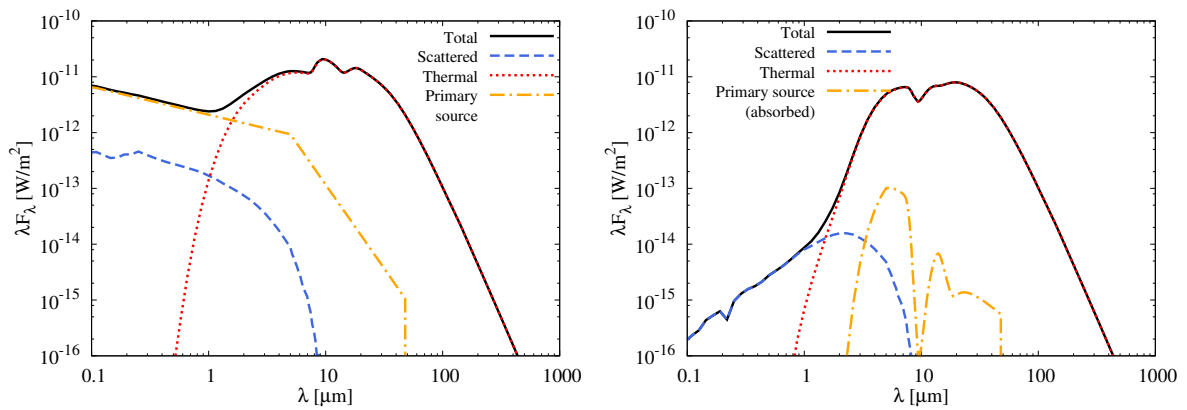 10⁻¹⁰
10⁻¹¹
10⁻¹²
10⁻¹³
10⁻¹⁴
10⁻¹⁵
10⁻¹⁶
λF_λ [W/m²]
0.1 1 10 100 1000
λ [μm]
Total
Scattered
Thermal
Primary
source
10⁻¹⁰
10⁻¹¹
10⁻¹²
10⁻¹³
10⁻¹⁴
10⁻¹⁵
10⁻¹⁶
λF_λ [W/m²]
0.1 1 10 100 1000
λ [μm]
Total
Scattered
Thermal
Primary source
(absorbed)